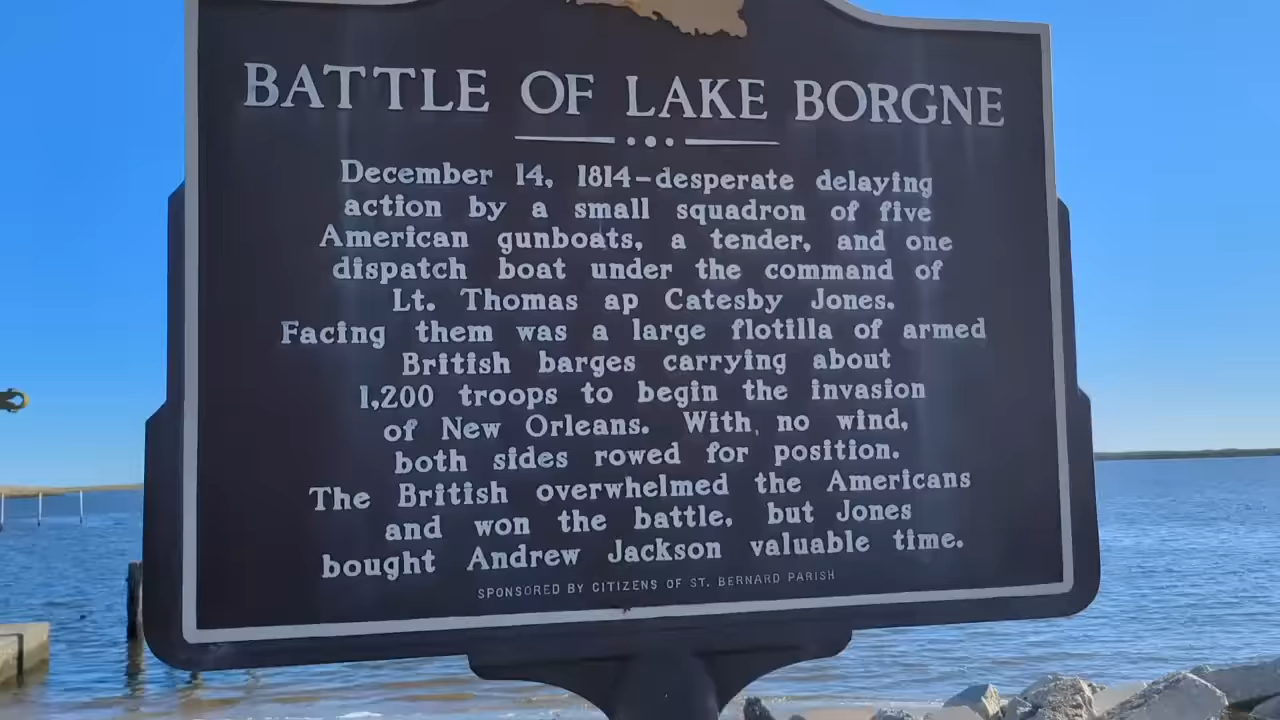 BATTLE OF LAKE BORGNE
December 14, 1814-desperate delaying
action by a small squadron of five
American gunboats, a tender, and one
dispatch boat under the command of
Lt. Thomas ap Catesby Jones.
Facing them was a large flotilla of armed
British barges carrying about
1,200 troops to begin the invasion
of New Orleans. With no wind,
both sides rowed for position.
The British overwhelmed the Americans
and won the battle, but Jones
bought Andrew Jackson valuable time.
SPONSORED BY CITIZENS OF ST. BERNARD PARISH